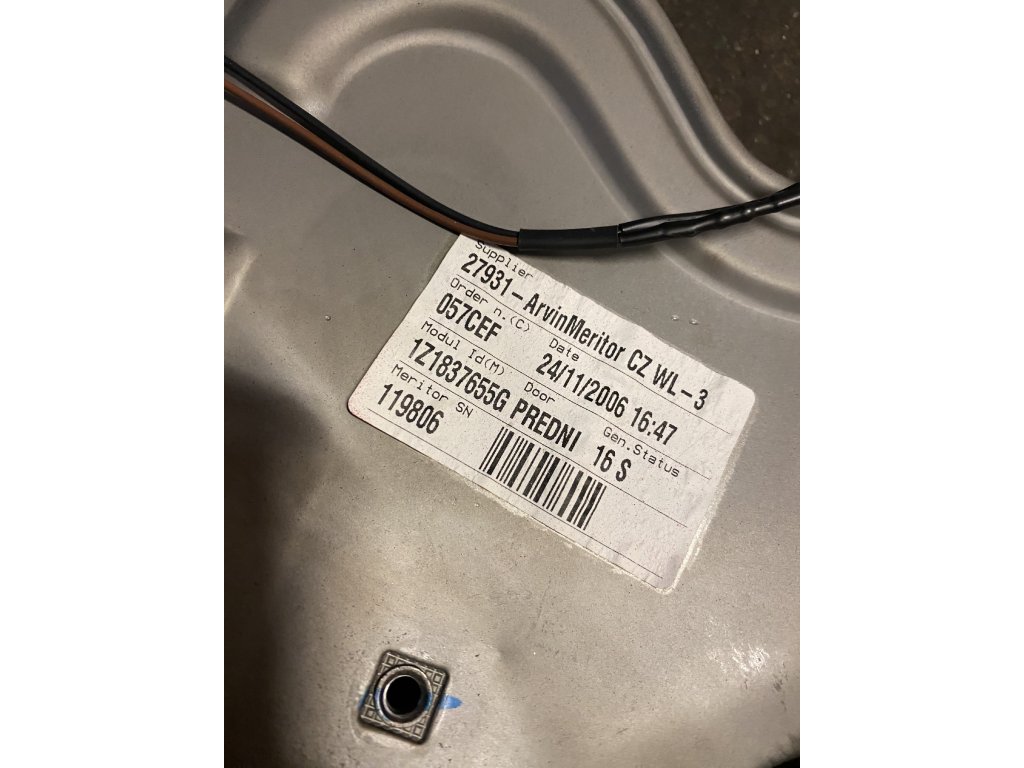 Supplier
27931-ArvinMeritor CZ WL-3
Order n.(C) Date
057CEF 24/11/2006 16:47
Modul Id(M) Door Gen.Status
1Z1837655G PREDNI 16 S
Meritor SN
119806